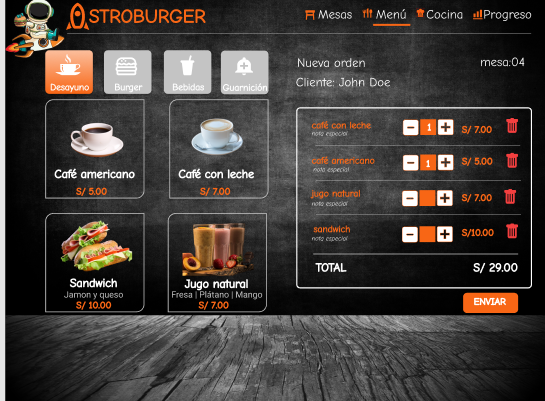 ASTROBURGER
Mesas Menú Cocina Progreso
Desayuno Burger Bebidas Guarnición
Nueva orden mesa:04
Cliente: John Doe
Café americano
S/ 5.00
Café con leche
S/ 7.00
Sandwich
Jamon y queso
S/ 10.00
Jugo natural
Fresa | Plátano | Mango
S/ 7.00
café con leche - 1 + S/ 7.00
nota especial
café americano - 1 + S/ 5.00
nota especial
jugo natural - + S/ 7.00
nota especial
sandwich - + S/10.00
nota especial
TOTAL S/ 29.00
ENVIAR